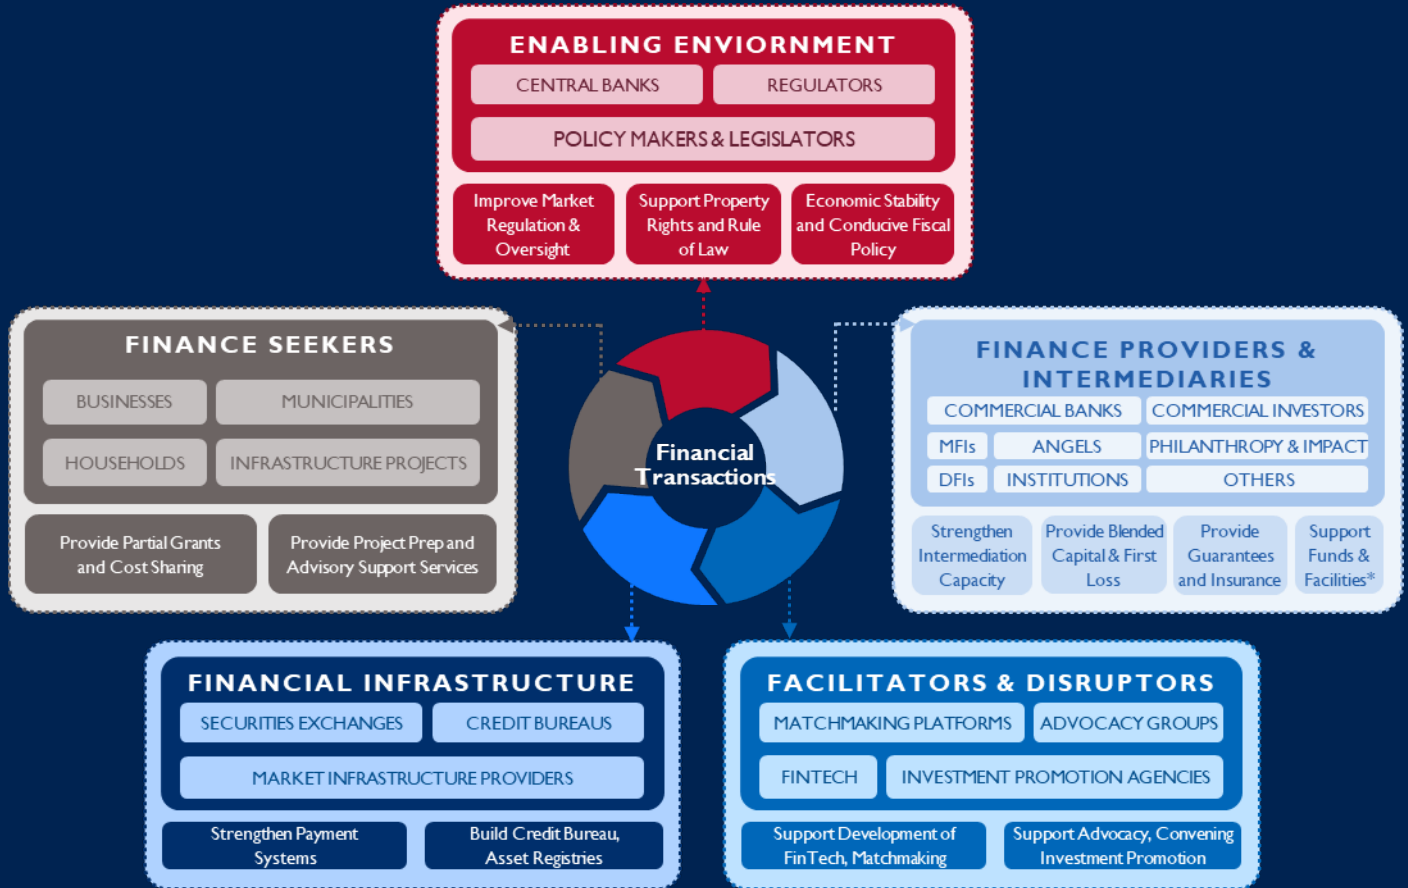 ENABLING ENVIORNMENT
CENTRAL BANKS
REGULATORS
POLICY MAKERS & LEGISLATORS
Improve Market
Regulation &
Oversight
Support Property
Rights and Rule
of Law
Economic Stability
and Conducive Fiscal
Policy
FINANCE SEEKERS
BUSINESSES
MUNICIPALITIES
HOUSEHOLDS
INFRASTRUCTURE PROJECTS
Provide Partial Grants
and Cost Sharing
Provide Project Prep and
Advisory Support Services
Financial
Transactions
FINANCE PROVIDERS &
INTERMEDIARIES
COMMERCIAL BANKS
COMMERCIAL INVESTORS
MFIs
ANGELS
PHILANTHROPY & IMPACT
DFIs
INSTITUTIONS
OTHERS
Strengthen
Intermediation
Capacity
Provide Blended
Capital & First
Loss
Provide
Guarantees
and Insurance
Support
Funds &
Facilities*
FINANCIAL INFRASTRUCTURE
SECURITIES EXCHANGES
CREDIT BUREAUS
MARKET INFRASTRUCTURE PROVIDERS
Strengthen Payment
Systems
Build Credit Bureau,
Asset Registries
FACILITATORS & DISRUPTORS
MATCHMAKING PLATFORMS
ADVOCACY GROUPS
FINTECH
INVESTMENT PROMOTION AGENCIES
Support Development of
FinTech, Matchmaking
Support Advocacy, Convening
Investment Promotion